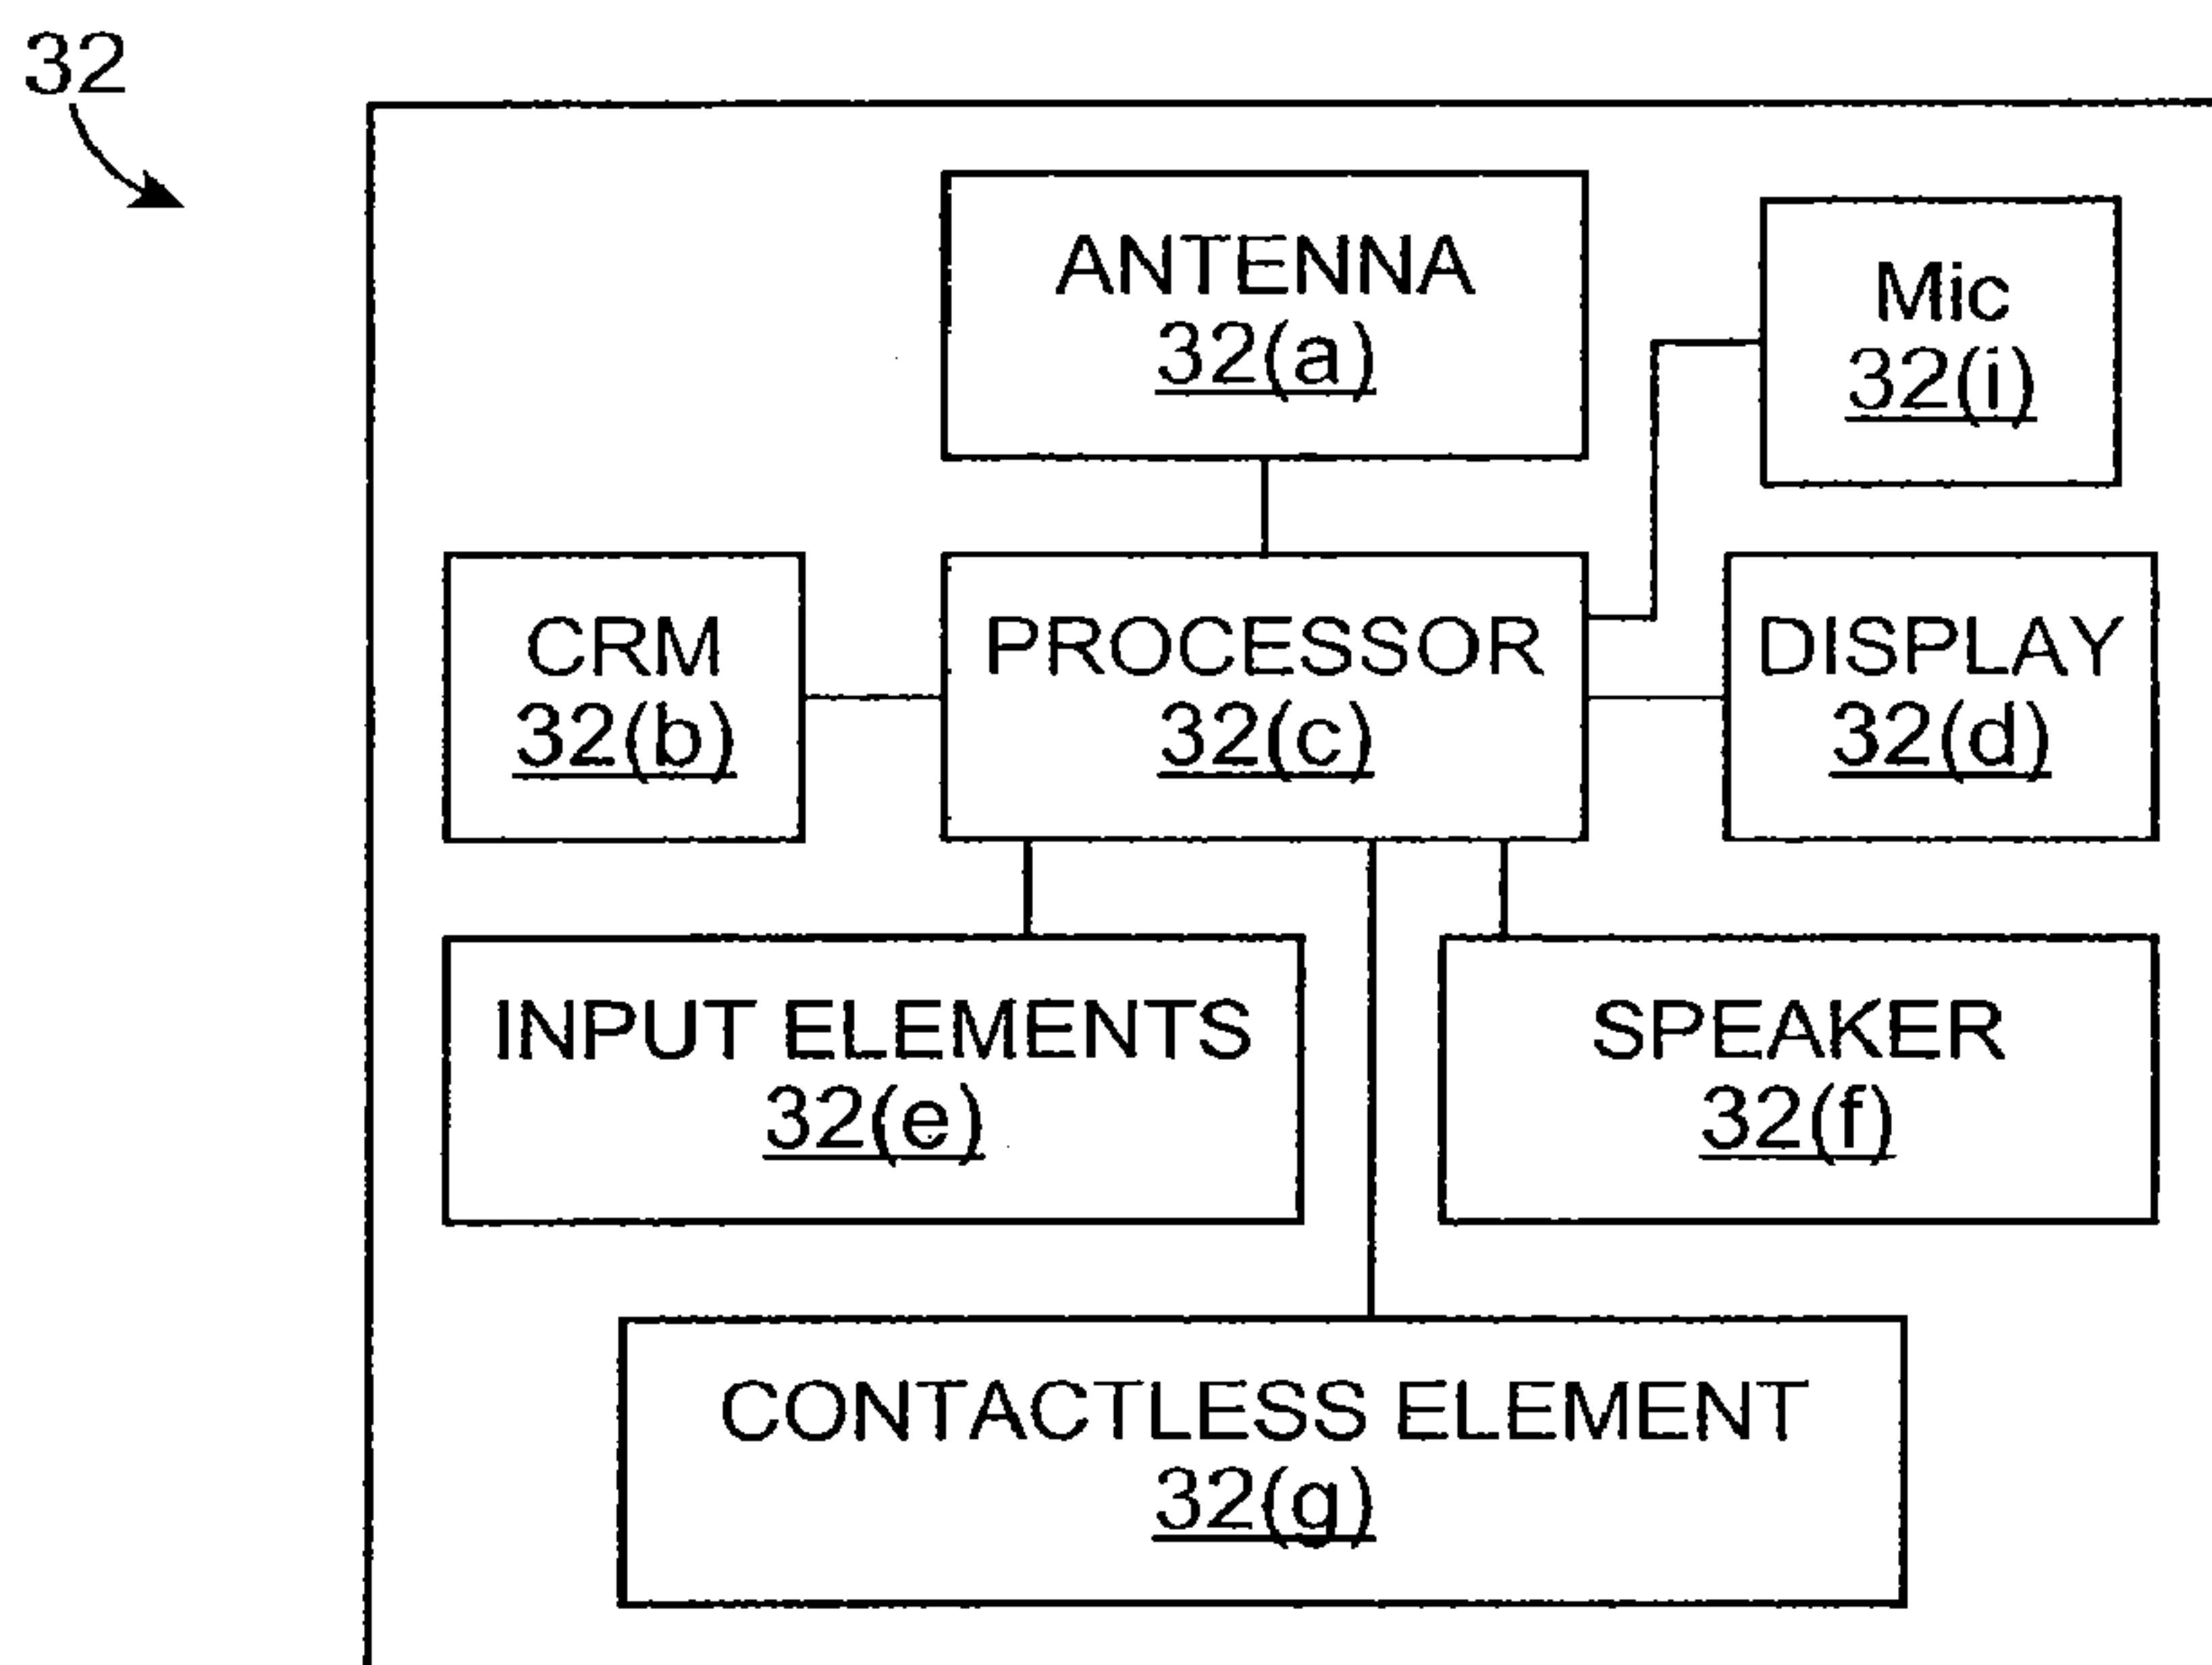 32
ANTENNA
32(a)
Mic
32(i)
CRM
32(b)
PROCESSOR
32(c)
DISPLAY
32(d)
INPUT ELEMENTS
32(e)
SPEAKER
32(f)
CONTACTLESS ELEMENT
32(g)